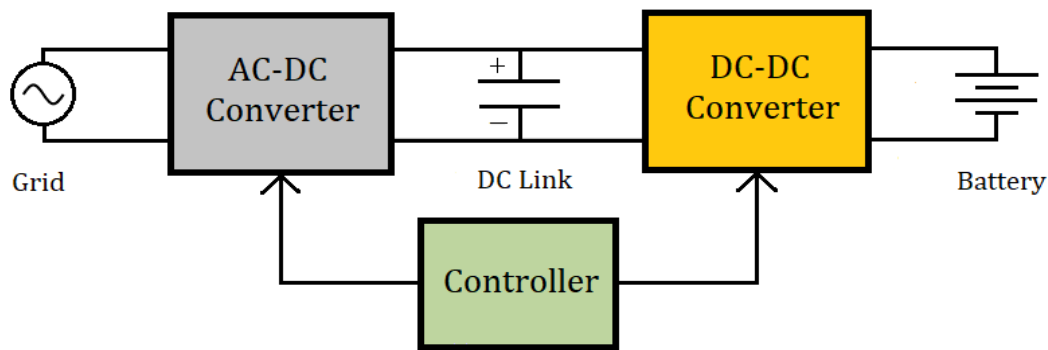 AC-DC
Converter
+
−
DC-DC
Converter
Grid
DC Link
Battery
Controller